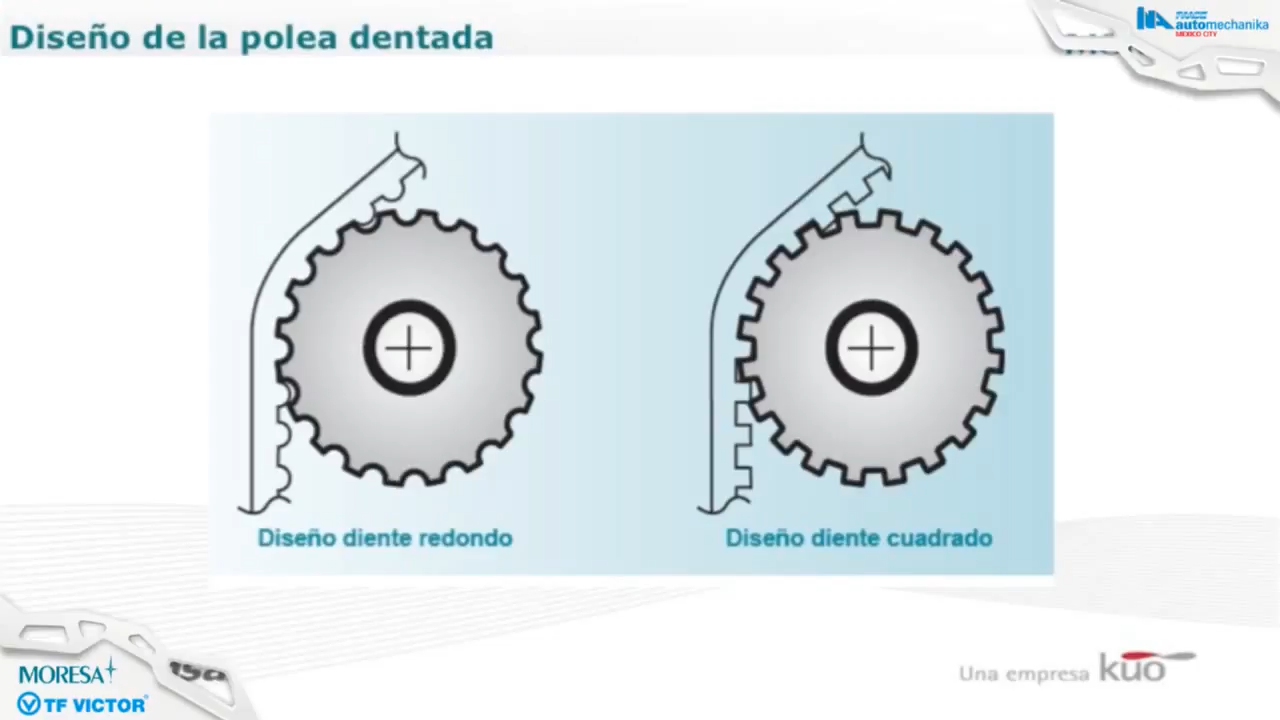 Diseño de la polea dentada
PAACE
automechanika
MEXICO CITY
Diseño diente redondo
Diseño diente cuadrado
MORESA
TF VICTOR
Una empresa kuo